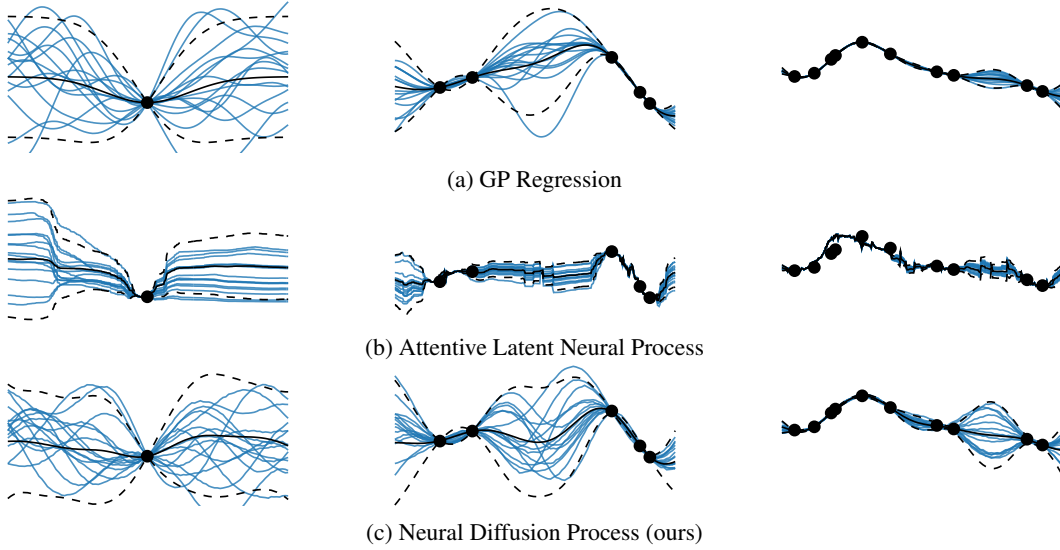 (a) GP Regression
(b) Attentive Latent Neural Process
(c) Neural Diffusion Process (ours)